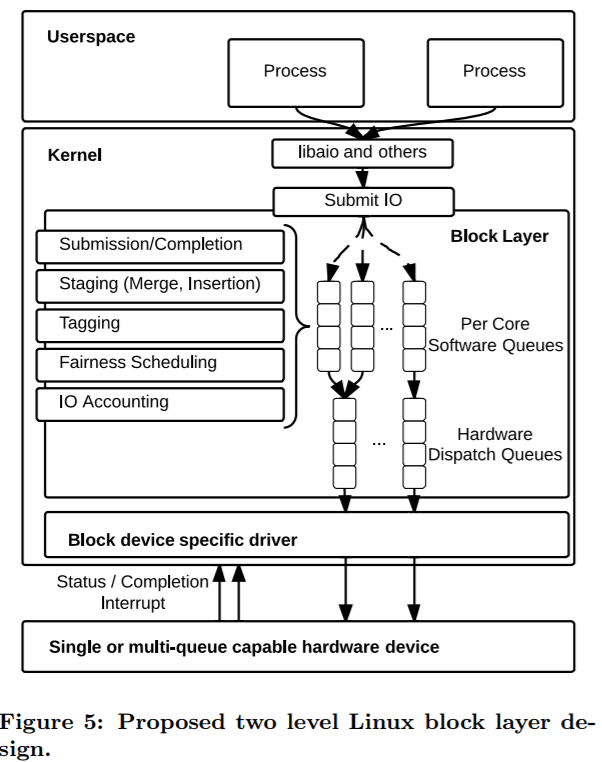 Userspace
Process
Process
Kernel
libaio and others
Submit IO
Block Layer
Submission/Completion
Staging (Merge, Insertion)
Tagging
Fairness Scheduling
IO Accounting
...
Per Core
Software Queues
...
Hardware
Dispatch Queues
Block device specific driver
Status / Completion
Interrupt
Single or multi-queue capable hardware device
Figure 5: Proposed two level Linux block layer de-
sign.